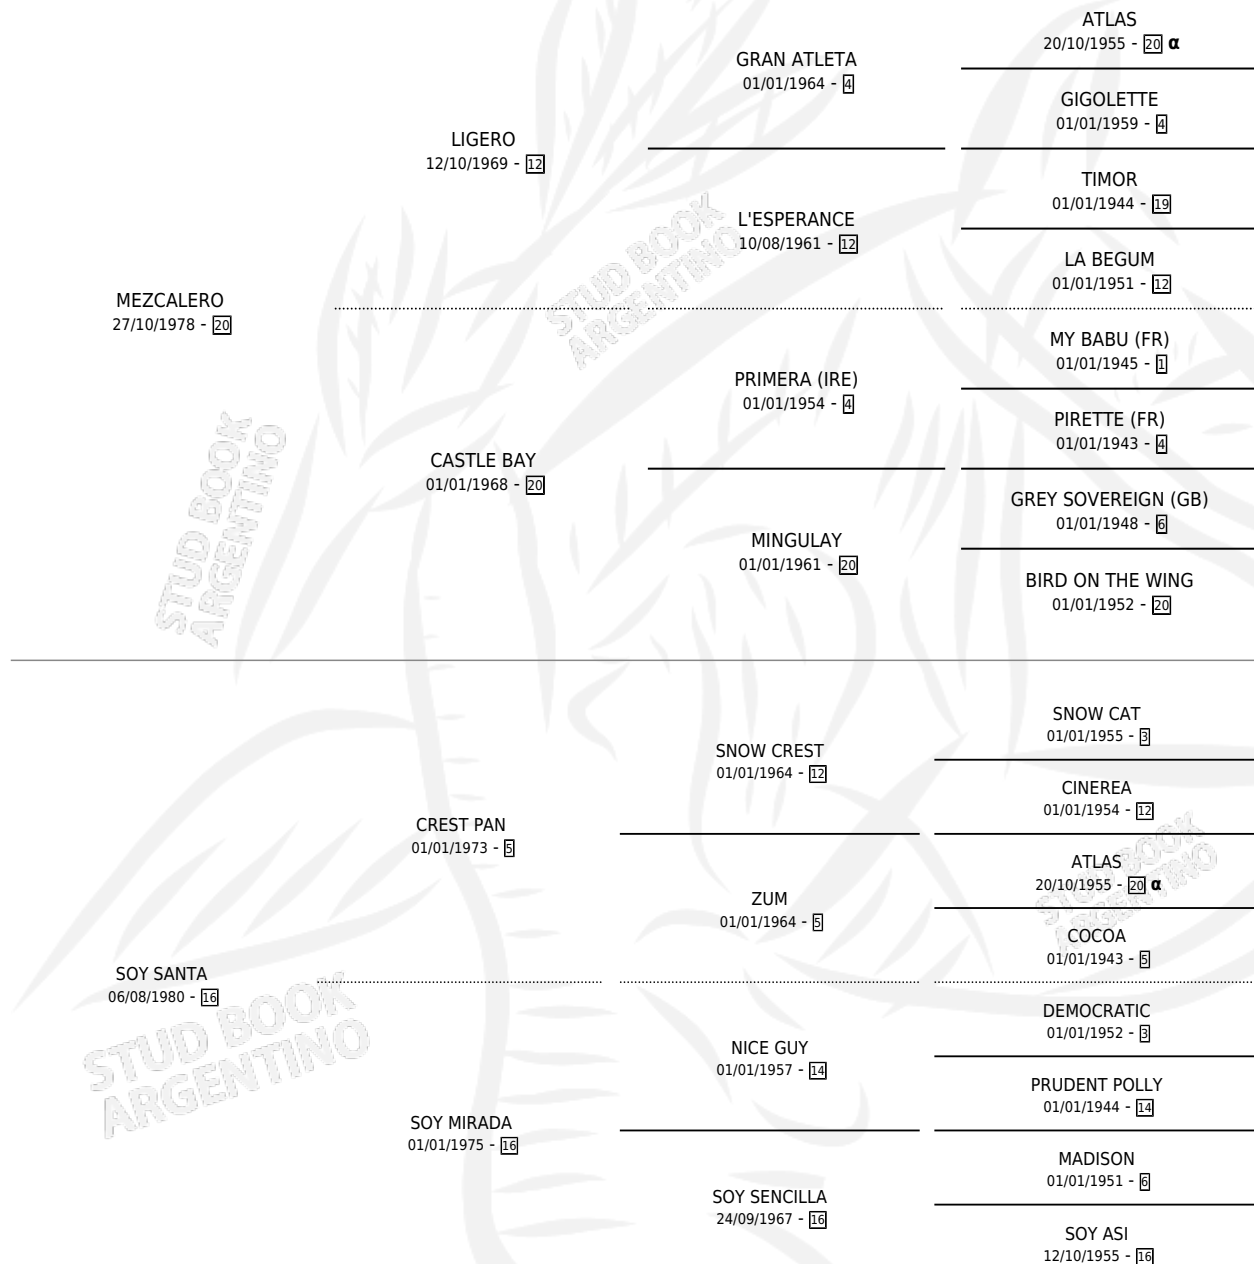 ATLAS
20/10/1955 - 20 α
GRAN ATLETA
01/01/1964 - 4
GIGOLETTE
01/01/1959 - 4
LIGERO
12/10/1969 - 12
TIMOR
01/01/1944 - 19
L'ESPERANCE
10/08/1961 - 12
LA BEGUM
01/01/1951 - 12
MEZCALERO
27/10/1978 - 20
MY BABU (FR)
01/01/1945 - 1
PRIMERA (IRE)
01/01/1954 - 4
PIRETTE (FR)
01/01/1943 - 4
CASTLE BAY
01/01/1968 - 20
GREY SOVEREIGN (GB)
01/01/1948 - 6
MINGULAY
01/01/1961 - 20
BIRD ON THE WING
01/01/1952 - 20
SNOW CAT
01/01/1955 - 3
SNOW CREST
01/01/1964 - 12
CINEREA
01/01/1954 - 12
CREST PAN
01/01/1973 - 5
ATLAS
20/10/1955 - 20 α
ZUM
01/01/1964 - 5
COCOA
01/01/1943 - 5
SOY SANTA
06/08/1980 - 16
DEMOCRATIC
01/01/1952 - 3
NICE GUY
01/01/1957 - 14
PRUDENT POLLY
01/01/1944 - 14
SOY MIRADA
01/01/1975 - 16
MADISON
01/01/1951 - 6
SOY SENCILLA
24/09/1967 - 16
SOY ASI
12/10/1955 - 16
STUD BOOK
ARGENTINO
STUD BOOK
ARGENTINO
STUD BOOK
ARGENTINO
STUD BOOK
ARGENTINO